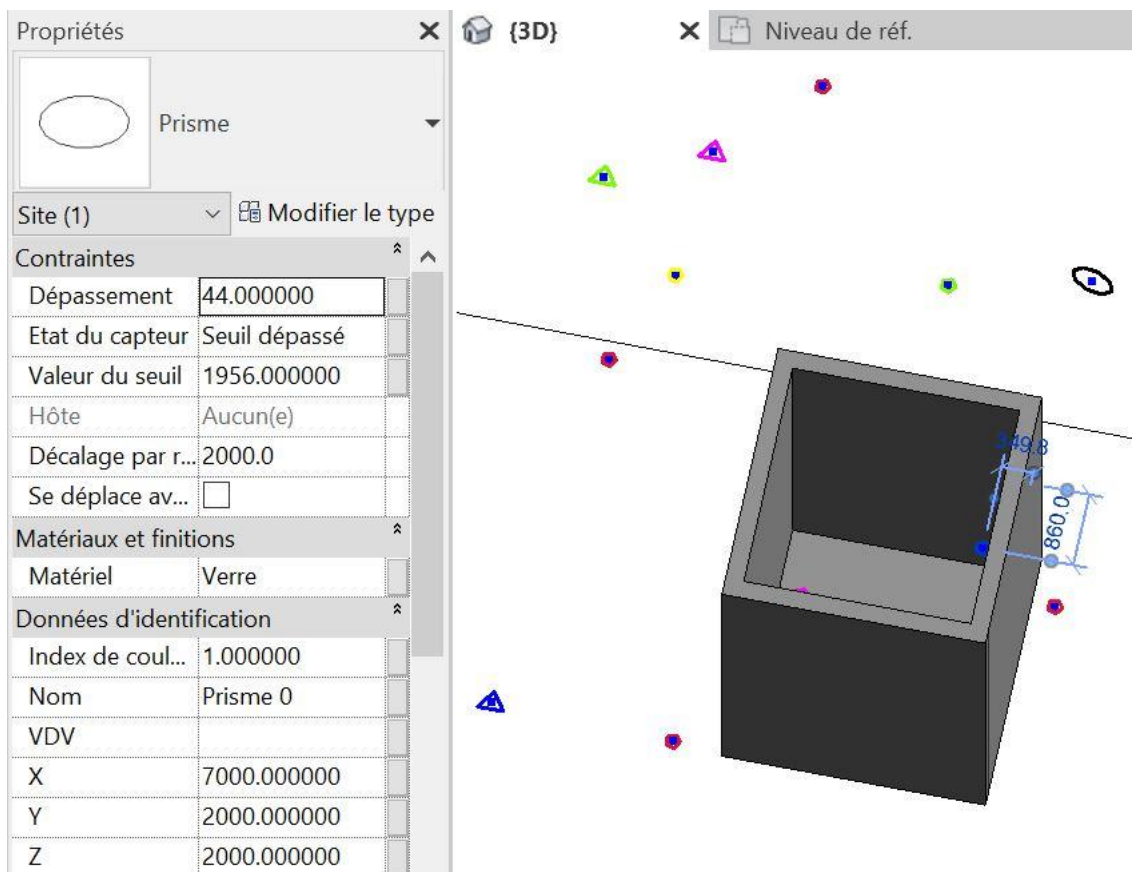 Propriétés
{3D}
Niveau de réf.
Prisme
Site (1)
Modifier le type
Contraintes
Dépassement 44.000000
Etat du capteur Seuil dépassé
Valeur du seuil 1956.000000
Hôte Aucun(e)
Décalage par r... 2000.0
Se déplace av...
Matériaux et finitions
Matériel Verre
Données d'identification
Index de coul... 1.000000
Nom Prisme 0
VDV
X 7000.000000
Y 2000.000000
Z 2000.000000
349.8
860.0